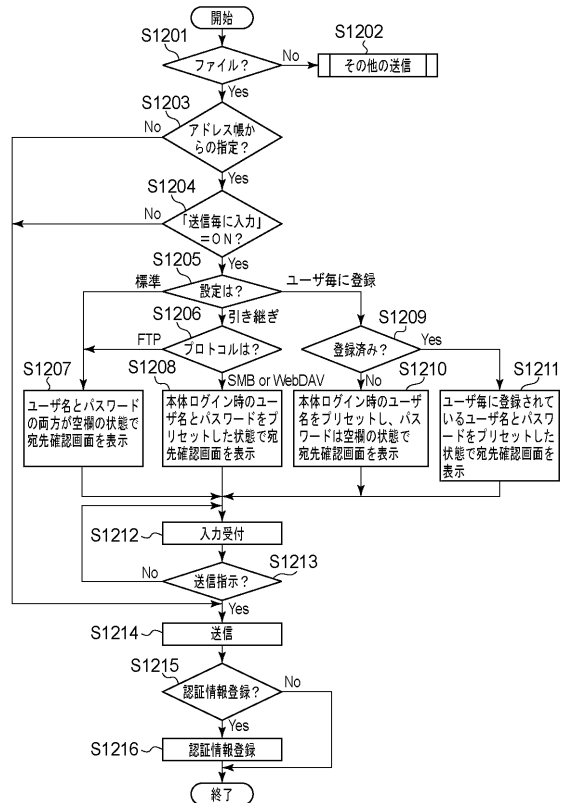 開始
S1201
ファイル？
No
S1202
その他の送信
Yes
S1203
No
アドレス帳か
らの指定？
Yes
S1204
No
「送信毎に入力」
＝ＯＮ？
Yes
S1205
標準
設定は？
ユーザ毎に登録
引き継ぎ
S1206
FTP
プロトコルは？
SMB or WebDAV
S1209
登録済み？
Yes
No
S1207
ユーザ名とパスワード
の両方が空欄の状態で
宛先確認画面を表示
S1208
本体ログイン時のユー
ザ名とパスワードをプ
リセットした状態で宛
先確認画面を表示
S1210
本体ログイン時のユーザ
名をプリセットし、パス
ワードは空欄の状態で
宛先確認画面を表示
S1211
ユーザ毎に登録されて
いるユーザ名とパスワ
ードをプリセットした
状態で宛先確認画面を
表示
S1212
入力受付
S1213
No
送信指示？
Yes
S1214
送信
S1215
認証情報登録？
No
Yes
S1216
認証情報登録
終了